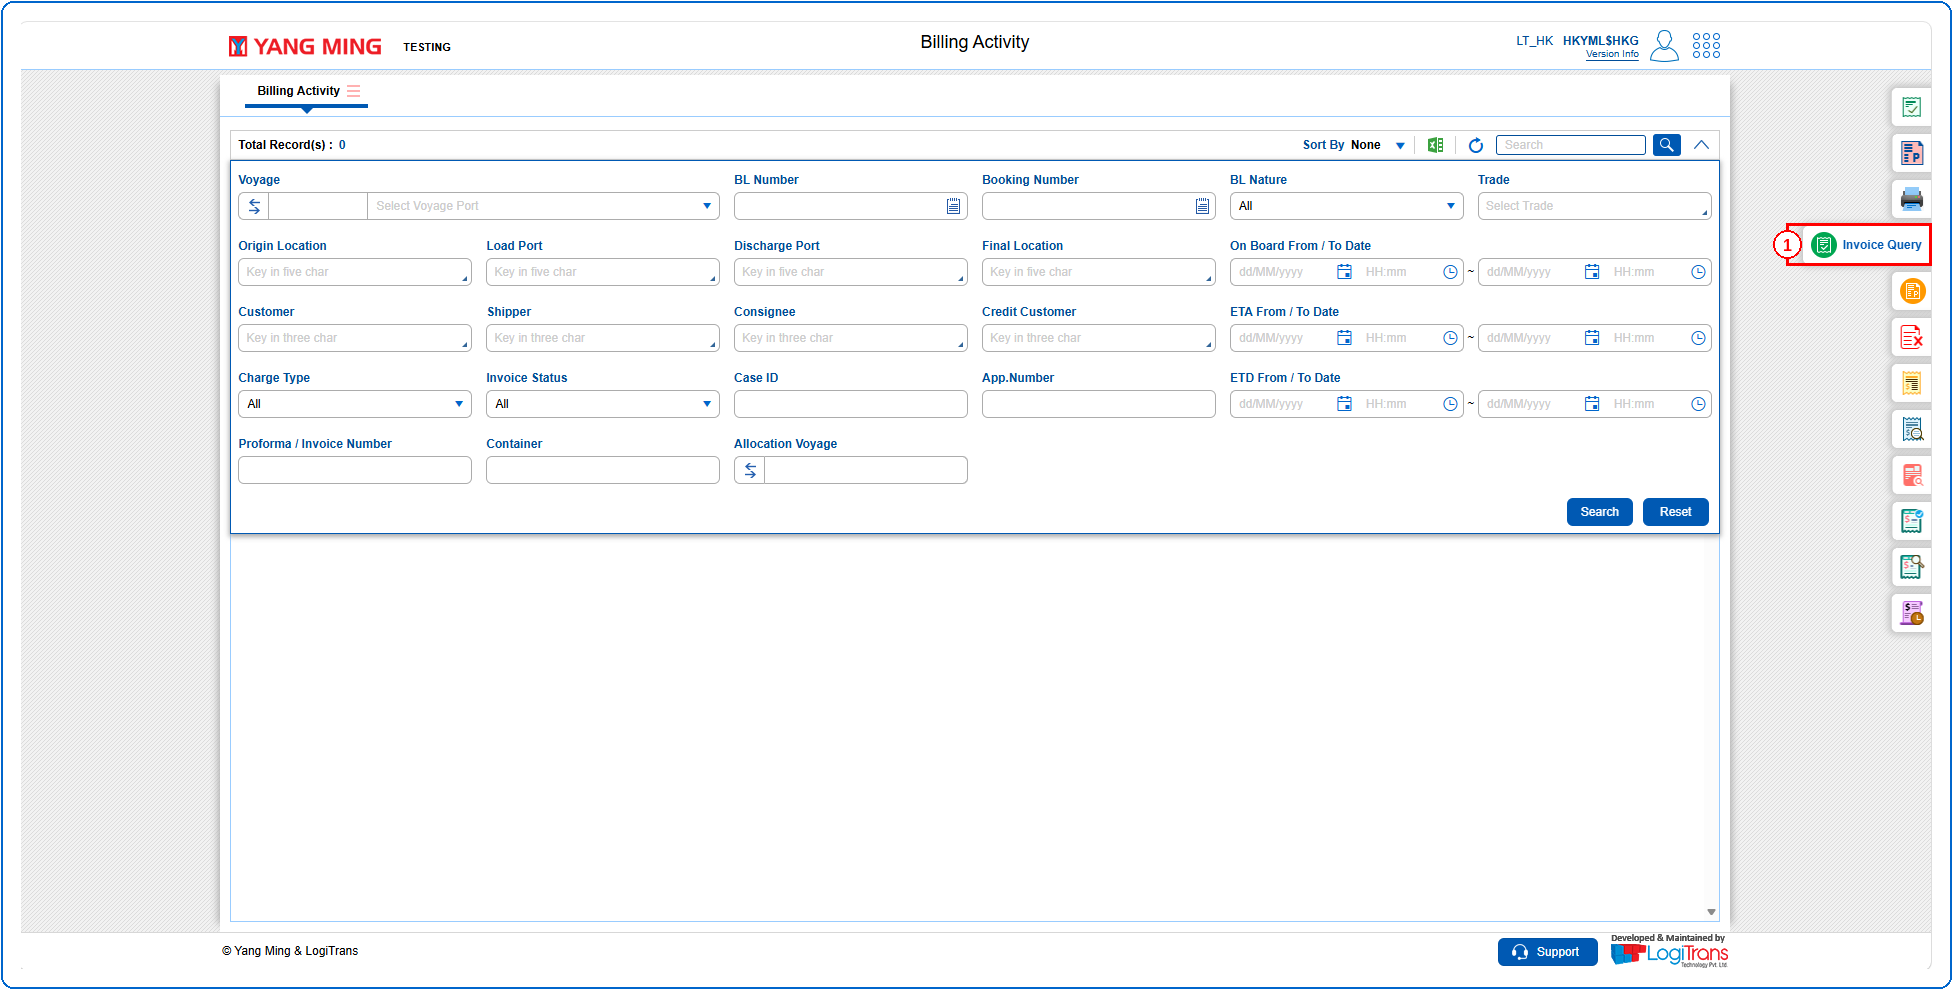 YANG MING TESTING
Billing Activity
LT_HK HKYML$HKG
Version Info
Billing Activity
Total Record(s) : 0
Sort By None
Search
Voyage BL Number Booking Number BL Nature Trade
Select Voyage Port All Select Trade
Origin Location Load Port Discharge Port Final Location On Board From / To Date
Key in five char Key in five char Key in five char Key in five char dd/MM/yyyy HH:mm ~ dd/MM/yyyy HH:mm
Customer Shipper Consignee Credit Customer ETA From / To Date
Key in three char Key in three char Key in three char Key in three char dd/MM/yyyy HH:mm ~ dd/MM/yyyy HH:mm
Charge Type Invoice Status Case ID App.Number ETD From / To Date
All All dd/MM/yyyy HH:mm ~ dd/MM/yyyy HH:mm
Proforma / Invoice Number Container Allocation Voyage
Search Reset
1 Invoice Query
© Yang Ming & LogiTrans
Support
Developed & Maintained by
LogiTrans
Technology Pvt. Ltd.